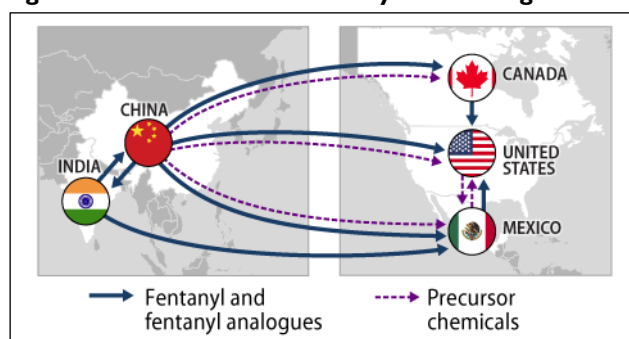 CHINA
INDIA
CANADA
UNITED
STATES
MEXICO
Fentanyl and
fentanyl analogues
Precursor
chemicals